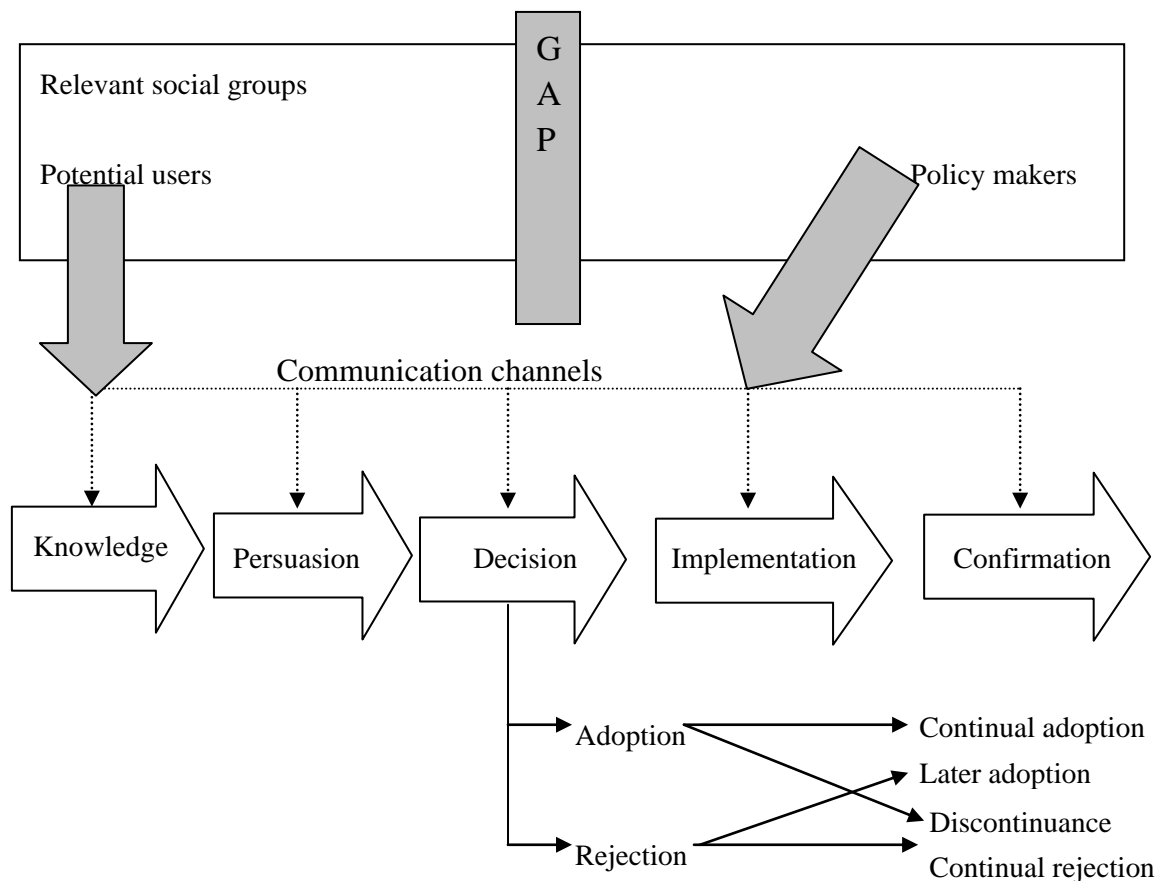 G
A
P
Relevant social groups
Potential users
Policy makers
Communication channels
Knowledge
Persuasion
Decision
Implementation
Confirmation
Adoption
Continual adoption
Later adoption
Discontinuance
Rejection
Continual rejection